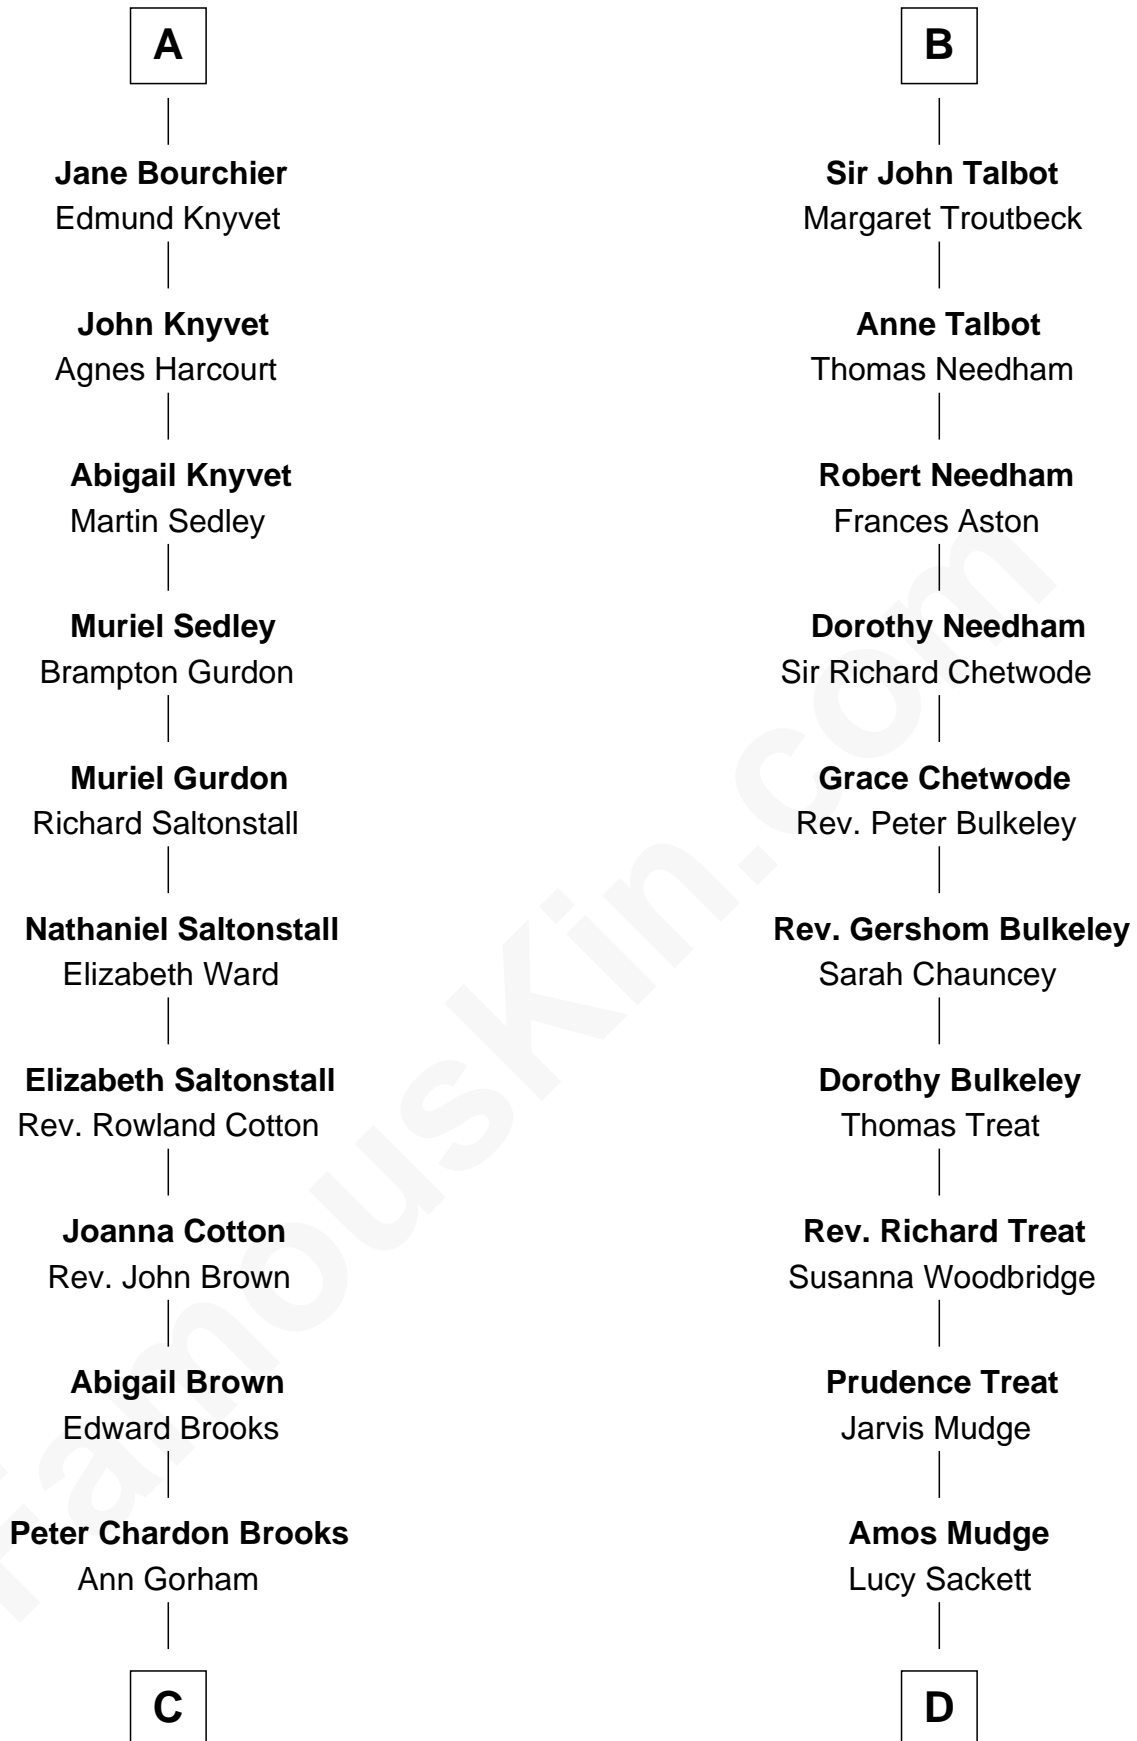 A
Jane Bourchier
Edmund Knyvet
John Knyvet
Agnes Harcourt
Abigail Knyvet
Martin Sedley
Muriel Sedley
Brampton Gurdon
Muriel Gurdon
Richard Saltonstall
Nathaniel Saltonstall
Elizabeth Ward
Elizabeth Saltonstall
Rev. Rowland Cotton
Joanna Cotton
Rev. John Brown
Abigail Brown
Edward Brooks
Peter Chardon Brooks
Ann Gorham
C
B
Sir John Talbot
Margaret Troutbeck
Anne Talbot
Thomas Needham
Robert Needham
Frances Aston
Dorothy Needham
Sir Richard Chetwode
Grace Chetwode
Rev. Peter Bulkeley
Rev. Gershom Bulkeley
Sarah Chauncey
Dorothy Bulkeley
Thomas Treat
Rev. Richard Treat
Susanna Woodbridge
Prudence Treat
Jarvis Mudge
Amos Mudge
Lucy Sackett
D
FamousKin.com